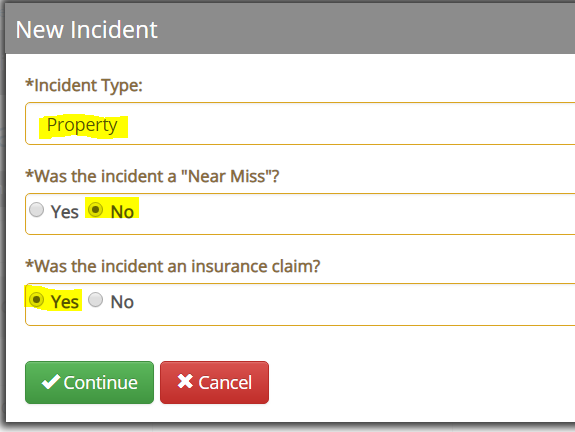 New Incident
*Incident Type:
Property
*Was the incident a "Near Miss"?
Yes No
*Was the incident an insurance claim?
Yes No
Continue Cancel